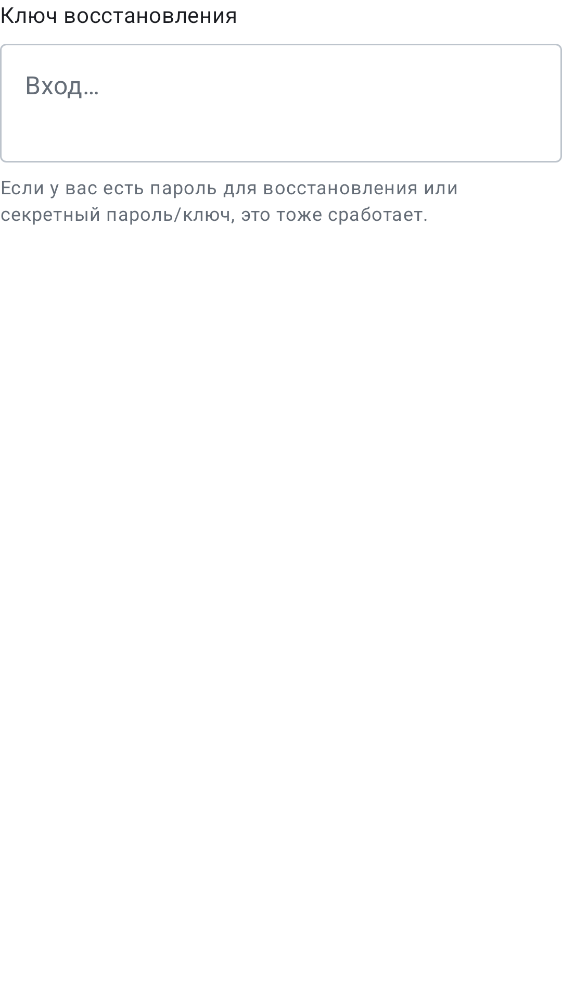 Ключ восстановления
Вход…
Если у вас есть пароль для восстановления или
секретный пароль/ключ, это тоже сработает.